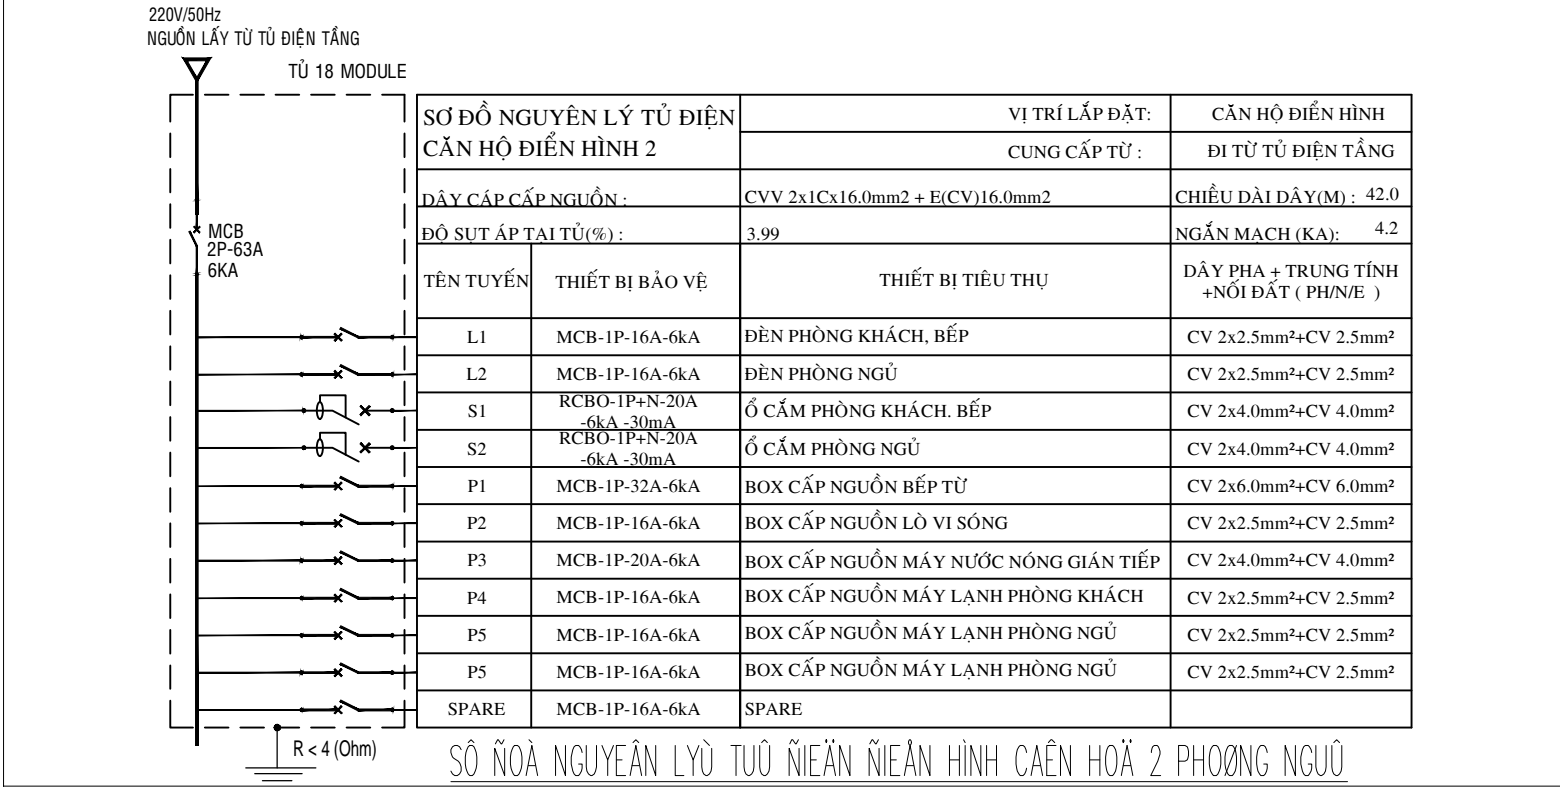 220V/50Hz
NGUỒN LẤY TỪ TỦ ĐIỆN TẦNG
TỦ 18 MODULE
MCB
2P-63A
6KA
SƠ ĐỒ NGUYÊN LÝ TỦ ĐIỆN
CĂN HỘ ĐIỂN HÌNH 2
VỊ TRÍ LẮP ĐẶT: CĂN HỘ ĐIỂN HÌNH
CUNG CẤP TỪ : ĐI TỪ TỦ ĐIỆN TẦNG
DÂY CÁP CẤP NGUỒN : CVV 2x1Cx16.0mm2 + E(CV)16.0mm2 CHIỀU DÀI DÂY(M) : 42.0
ĐỘ SỤT ÁP TẠI TỦ(%) : 3.99 NGẮN MẠCH (KA): 4.2
TÊN TUYẾN THIẾT BỊ BẢO VỆ THIẾT BỊ TIÊU THỤ DÂY PHA + TRUNG TÍNH
+NỐI ĐẤT ( PH/N/E )
L1 MCB-1P-16A-6kA ĐÈN PHÒNG KHÁCH, BẾP CV 2x2.5mm²+CV 2.5mm²
L2 MCB-1P-16A-6kA ĐÈN PHÒNG NGỦ CV 2x2.5mm²+CV 2.5mm²
S1 RCBO-1P+N-20A
-6kA -30mA Ổ CẮM PHÒNG KHÁCH. BẾP CV 2x4.0mm²+CV 4.0mm²
S2 RCBO-1P+N-20A
-6kA -30mA Ổ CẮM PHÒNG NGỦ CV 2x4.0mm²+CV 4.0mm²
P1 MCB-1P-32A-6kA BOX CẤP NGUỒN BẾP TỪ CV 2x6.0mm²+CV 6.0mm²
P2 MCB-1P-16A-6kA BOX CẤP NGUỒN LÒ VI SÓNG CV 2x2.5mm²+CV 2.5mm²
P3 MCB-1P-20A-6kA BOX CẤP NGUỒN MÁY NƯỚC NÓNG GIÁN TIẾP CV 2x4.0mm²+CV 4.0mm²
P4 MCB-1P-16A-6kA BOX CẤP NGUỒN MÁY LẠNH PHÒNG KHÁCH CV 2x2.5mm²+CV 2.5mm²
P5 MCB-1P-16A-6kA BOX CẤP NGUỒN MÁY LẠNH PHÒNG NGỦ CV 2x2.5mm²+CV 2.5mm²
P5 MCB-1P-16A-6kA BOX CẤP NGUỒN MÁY LẠNH PHÒNG NGỦ CV 2x2.5mm²+CV 2.5mm²
SPARE MCB-1P-16A-6kA SPARE
R < 4 (Ohm)
SÔ ÑOÀ NGUYEÂN LYÙ TUÛ ÑIEÄN ÑIEÅN HÌNH CAÊN HOÄ 2 PHOØNG NGUÛ